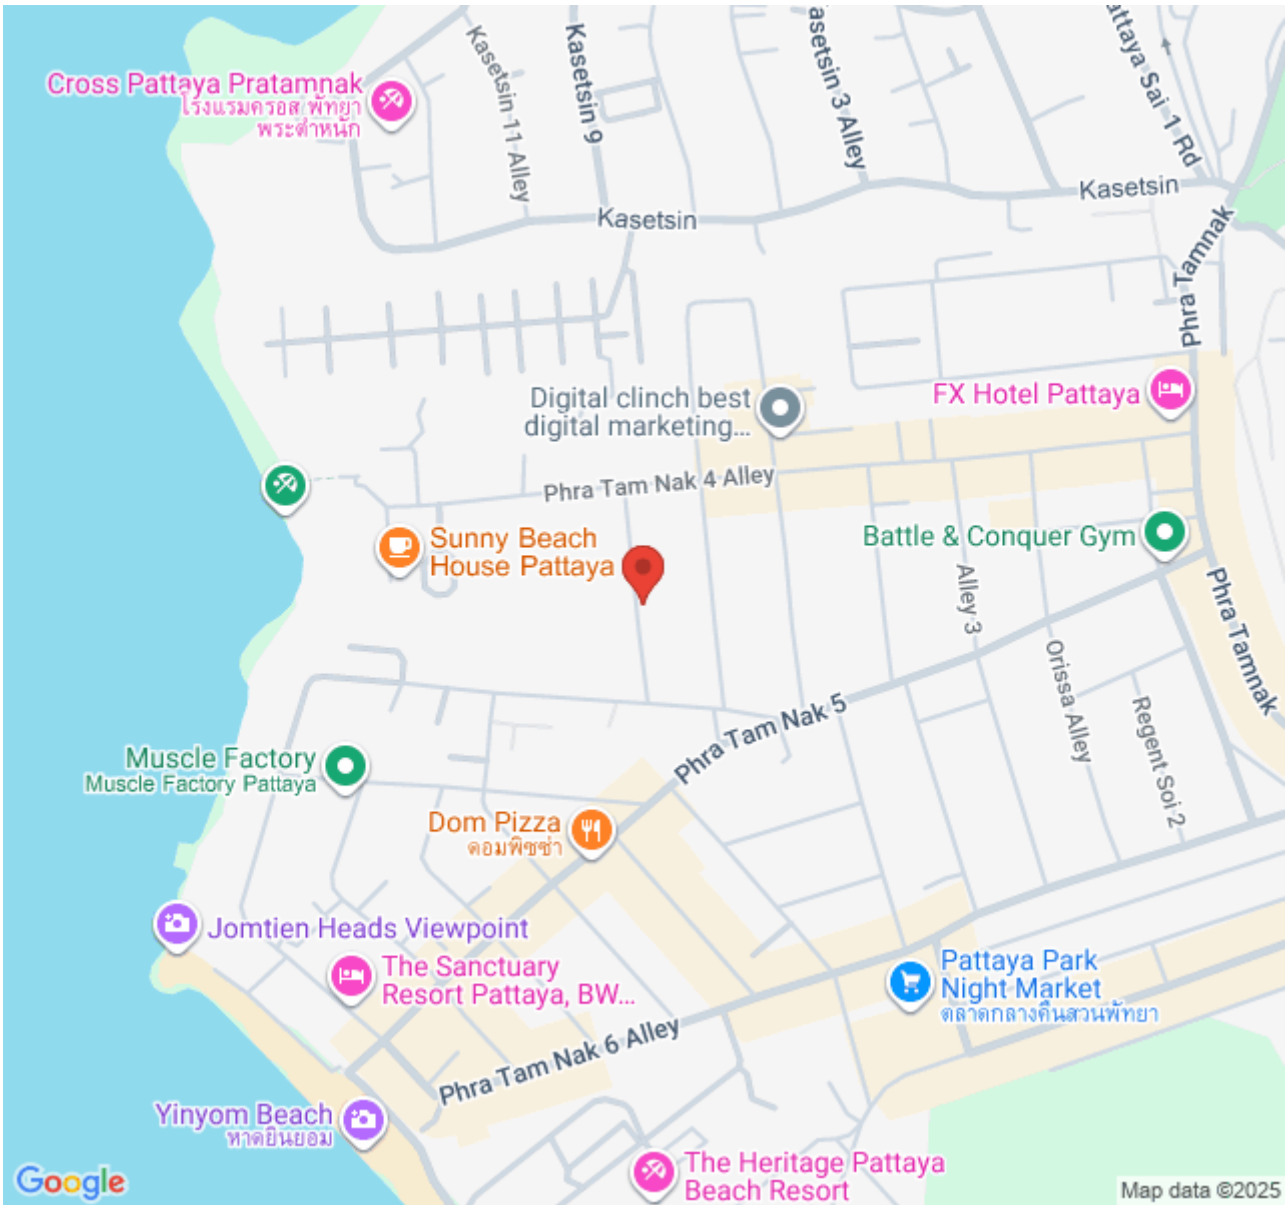 Cross Pattaya Pratamnak
โรงแรมครอส พัทยา
พระตำหนัก
Kasetsin 11 Alley
Kasetsin 9
asetsin 3 Alley
attaya Sai 1 Rd
Kasetsin
Kasetsin
Phra Tamnak
Digital clinch best
digital marketing...
FX Hotel Pattaya
Phra Tam Nak 4 Alley
Sunny Beach
House Pattaya
Battle & Conquer Gym
Alley 3
Phra Tamnak
Orissa Alley
Regent Soi 2
Phra Tam Nak 5
Muscle Factory
Muscle Factory Pattaya
Dom Pizza
ดอมพิซซ่า
Jomtien Heads Viewpoint
The Sanctuary
Resort Pattaya, BW...
Pattaya Park
Night Market
ตลาดกลางคืนสวนพัทยา
Phra Tam Nak 6 Alley
Yinyom Beach
หาดยินยอม
The Heritage Pattaya
Beach Resort
Google
Map data ©2025